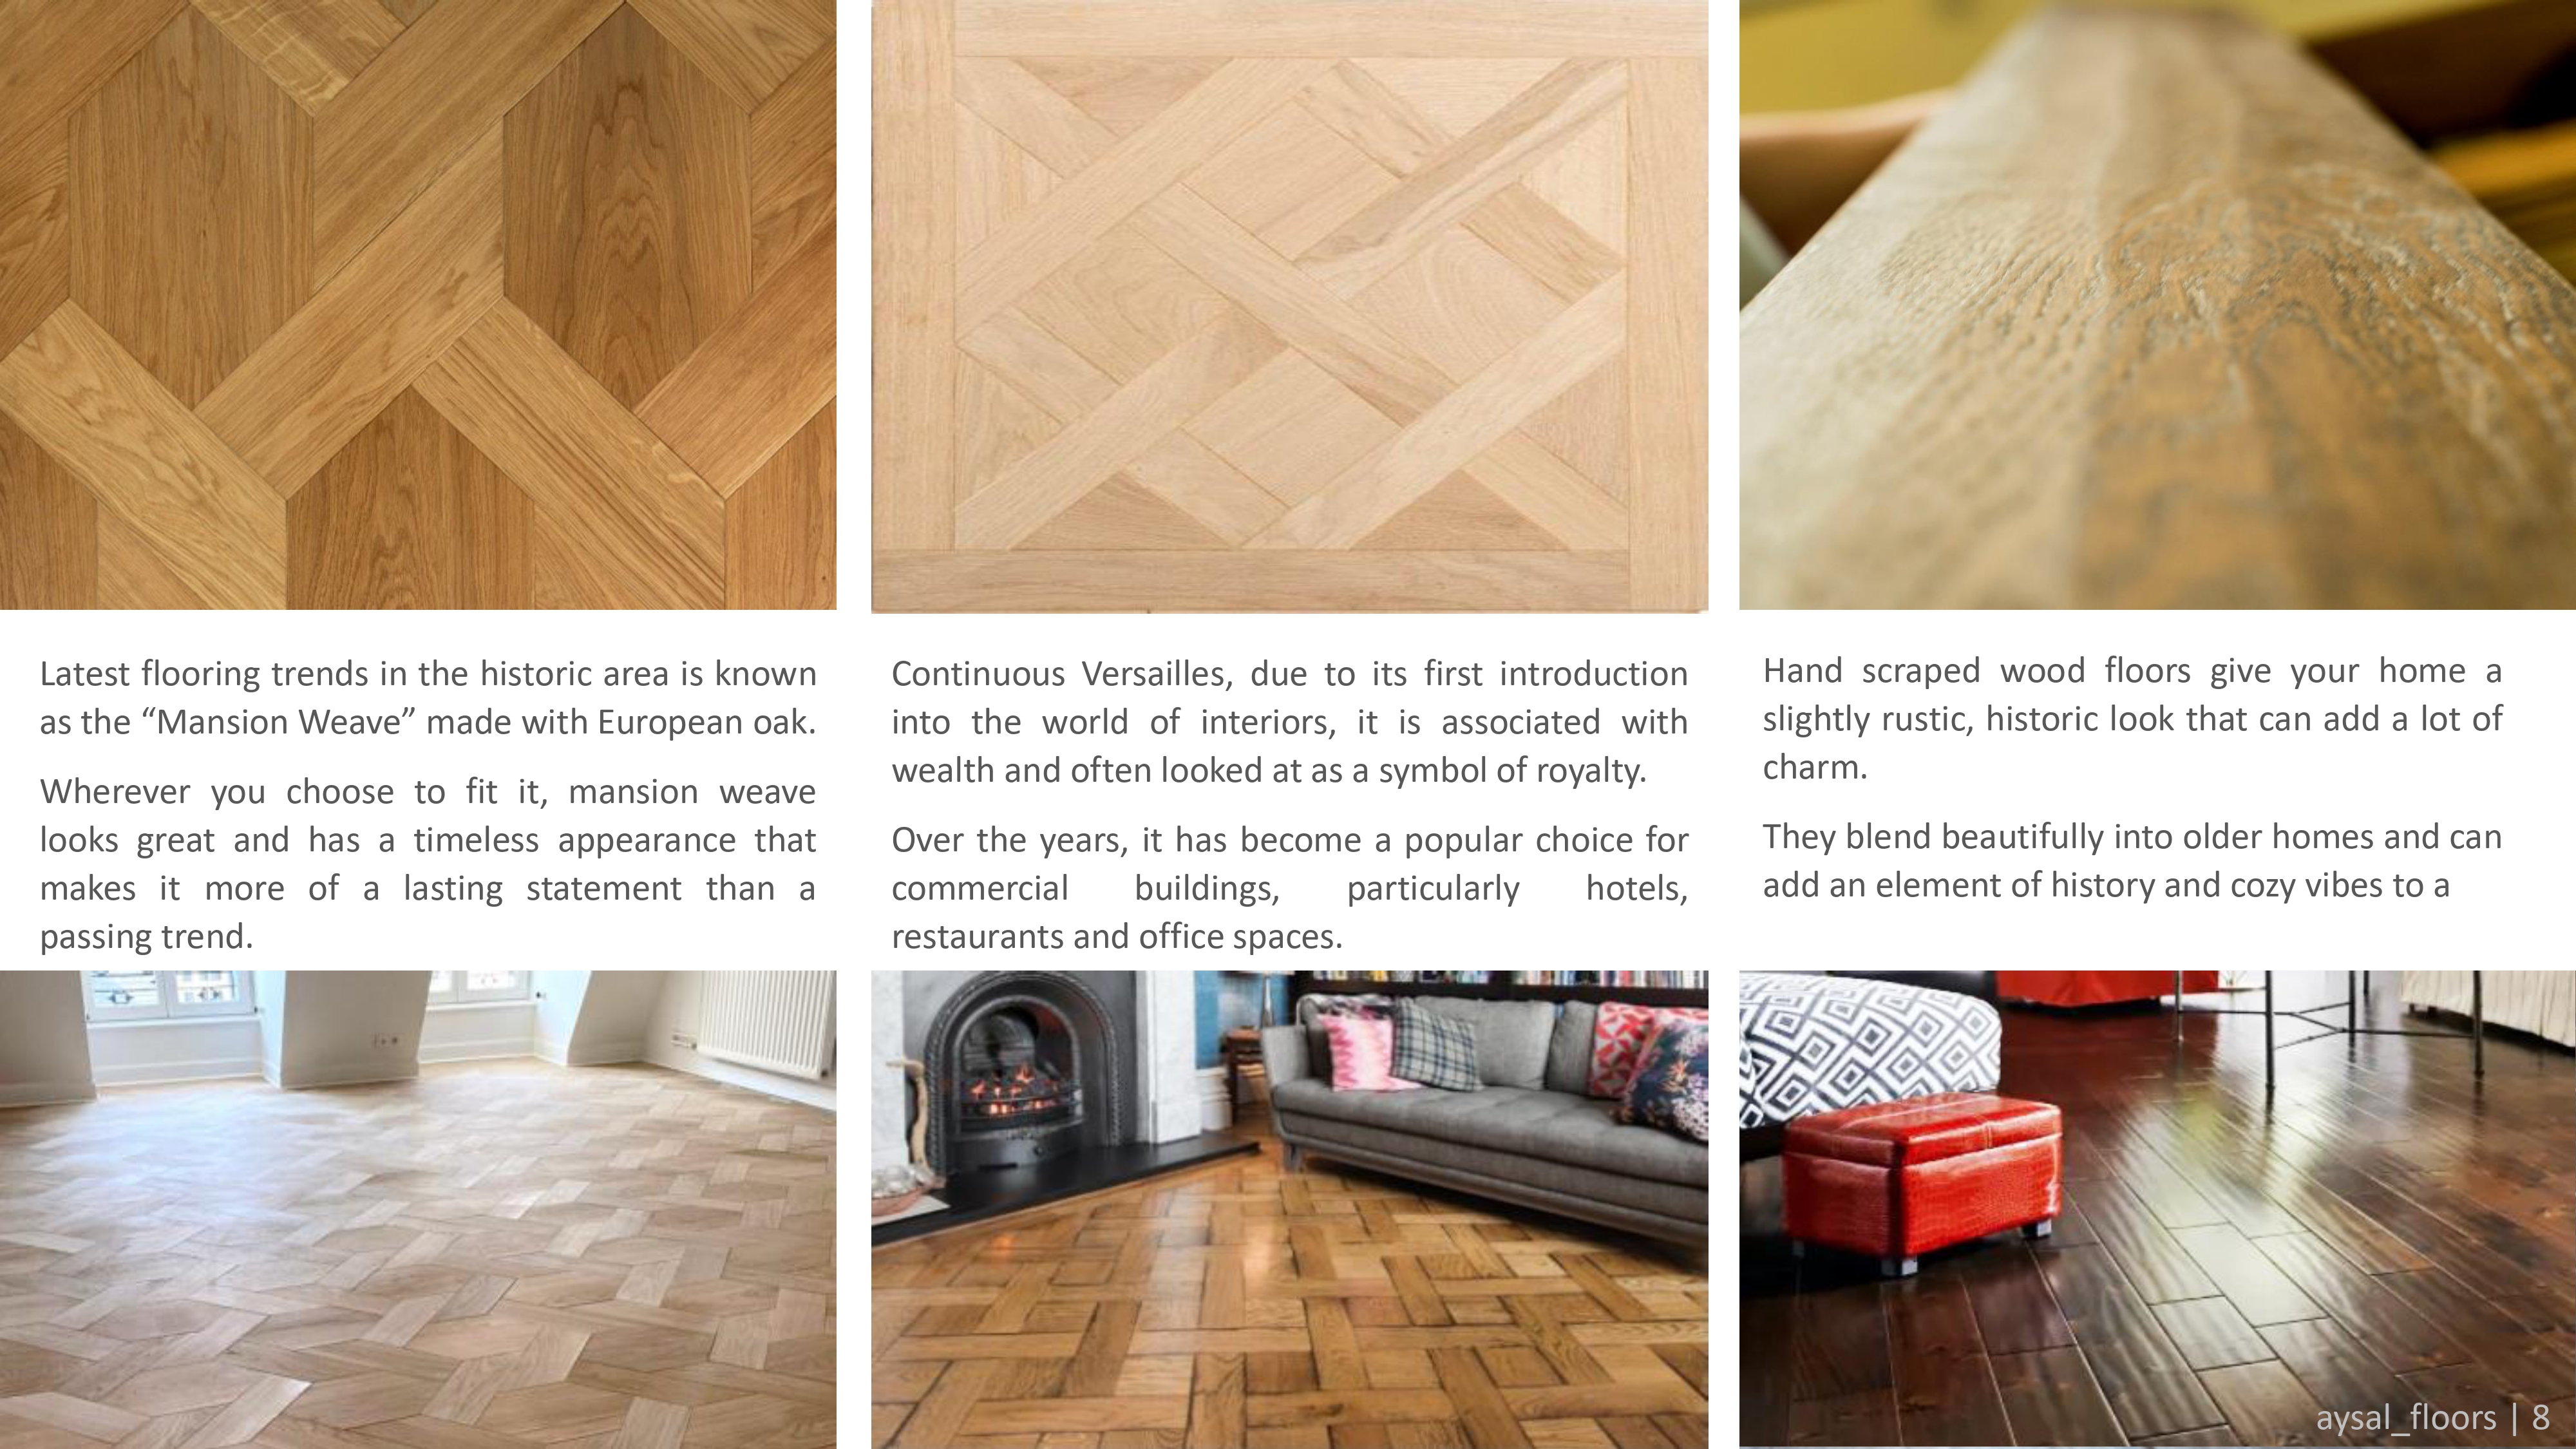 Latest flooring trends in the historic area is known
as the “Mansion Weave” made with European oak.
Wherever you choose to fit it, mansion weave
looks great and has a timeless appearance that
makes it more of a lasting statement than a
passing trend.
Continuous Versailles, due to its first introduction
into the world of interiors, it is associated with
wealth and often looked at as a symbol of royalty.
Over the years, it has become a popular choice for
commercial buildings, particularly hotels,
restaurants and office spaces.
Hand scraped wood floors give your home a
slightly rustic, historic look that can add a lot of
charm.
They blend beautifully into older homes and can
add an element of history and cozy vibes to a
aysal_floors | 8